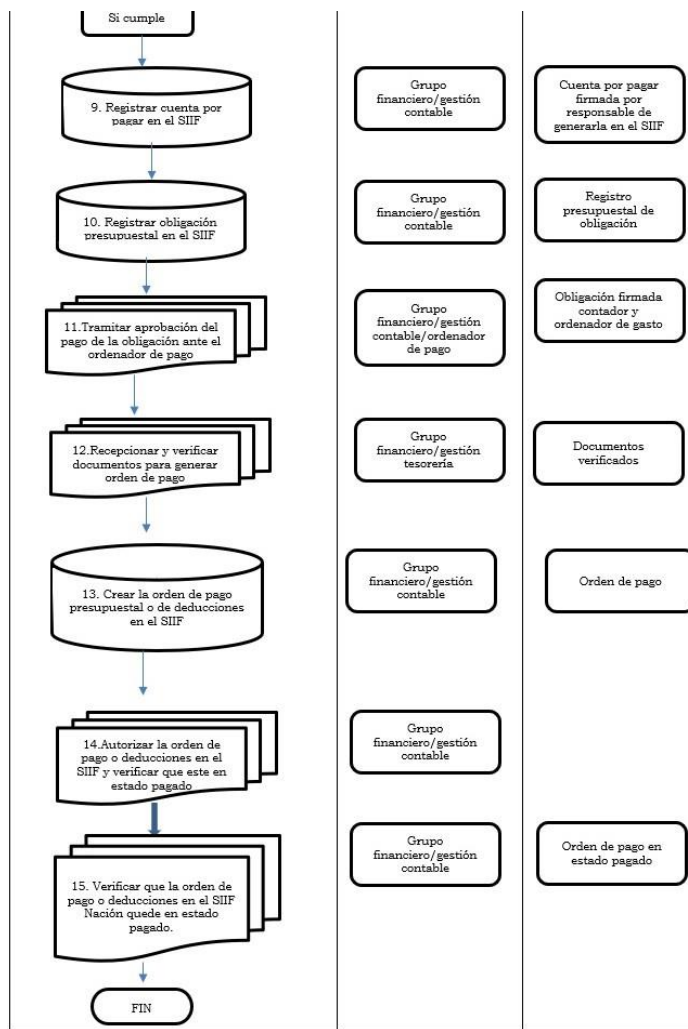 Si cumple
9. Registrar cuenta por
pagar en el SIIF
Grupo
financiero/gestión
contable
Cuenta por pagar
firmada por
responsable de
generarla en el SIIF
10. Registrar obligación
presupuestal en el SIIF
Grupo
financiero/gestión
contable
Registro
presupuestal de
obligación
11.Tramitar aprobación del
pago de la obligación ante el
ordenador de pago
Grupo
financiero/gestión
contable/ordenador
de pago
Obligación firmada
contador y
ordenador de gasto
12.Recepcionar y verificar
documentos para generar
orden de pago
Grupo
financiero/gestión
tesorería
Documentos
verificados
13. Crear la orden de pago
presupuestal o de deducciones
en el SIIF
Grupo
financiero/gestión
contable
Orden de pago
14.Autorizar la orden de
pago o deducciones en el
SIIF y verificar que este en
estado pagado
Grupo
financiero/gestión
contable
15. Verificar que la orden de
pago o deducciones en el SIIF
Nación quede en estado
pagado.
Grupo
financiero/gestión
contable
Orden de pago en
estado pagado
FIN